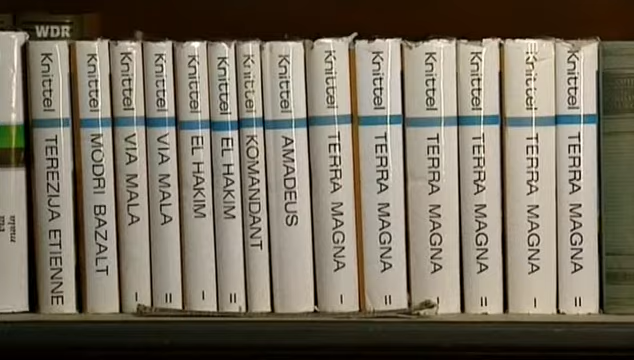 WDR
Knittel TEREZIJA ETIENNE
Knittel MODRI BAZALT
Knittel VIA MALA I
Knittel VIA MALA II
Knittel EL HAKIM I
Knittel EL HAKIM II
Knittel KOMANDANT
Knittel AMADEUS
Knittel TERRA MAGNA I
Knittel TERRA MAGNA II
Knittel TERRA MAGNA I
Knittel TERRA MAGNA II
Knittel TERRA MAGNA I
Knittel TERRA MAGNA II